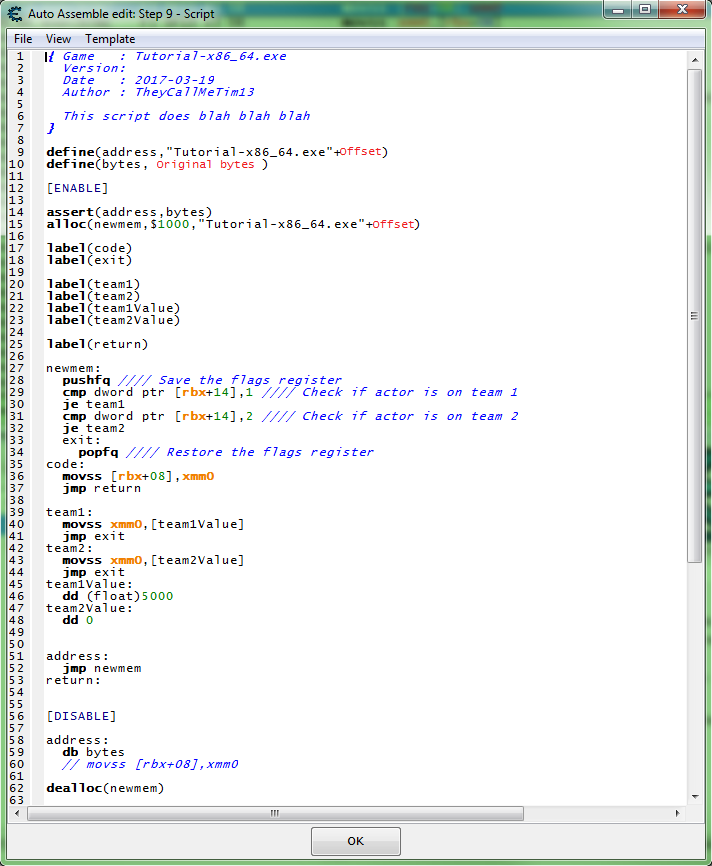 Auto Assemble edit: Step 9 - Script
File View Template
1 { Game   : Tutorial-x86_64.exe
2   Version:
3   Date   : 2017-03-19
4   Author : TheyCallMeTim13
5
6   This script does blah blah blah
7 }
8
9 define(address,"Tutorial-x86_64.exe"+Offset)
10 define(bytes, Original bytes )
11
12 [ENABLE]
13
14 assert(address,bytes)
15 alloc(newmem,$1000,"Tutorial-x86_64.exe"+Offset)
16
17 label(code)
18 label(exit)
19
20 label(team1)
21 label(team2)
22 label(team1Value)
23 label(team2Value)
24
25 label(return)
26
27 newmem:
28   pushfq //// Save the flags register
29   cmp dword ptr [rbx+14],1 //// Check if actor is on team 1
30   je team1
31   cmp dword ptr [rbx+14],2 //// Check if actor is on team 2
32   je team2
33   exit:
34     popfq //// Restore the flags register
35 code:
36   movss [rbx+08],xmm0
37   jmp return
38
39 team1:
40   movss xmm0,[team1Value]
41   jmp exit
42 team2:
43   movss xmm0,[team2Value]
44   jmp exit
45 team1Value:
46   dd (float)5000
47 team2Value:
48   dd 0
49
50
51 address:
52   jmp newmem
53 return:
54
55
56 [DISABLE]
57
58 address:
59   db bytes
60   // movss [rbx+08],xmm0
61
62 dealloc(newmem)
63
OK